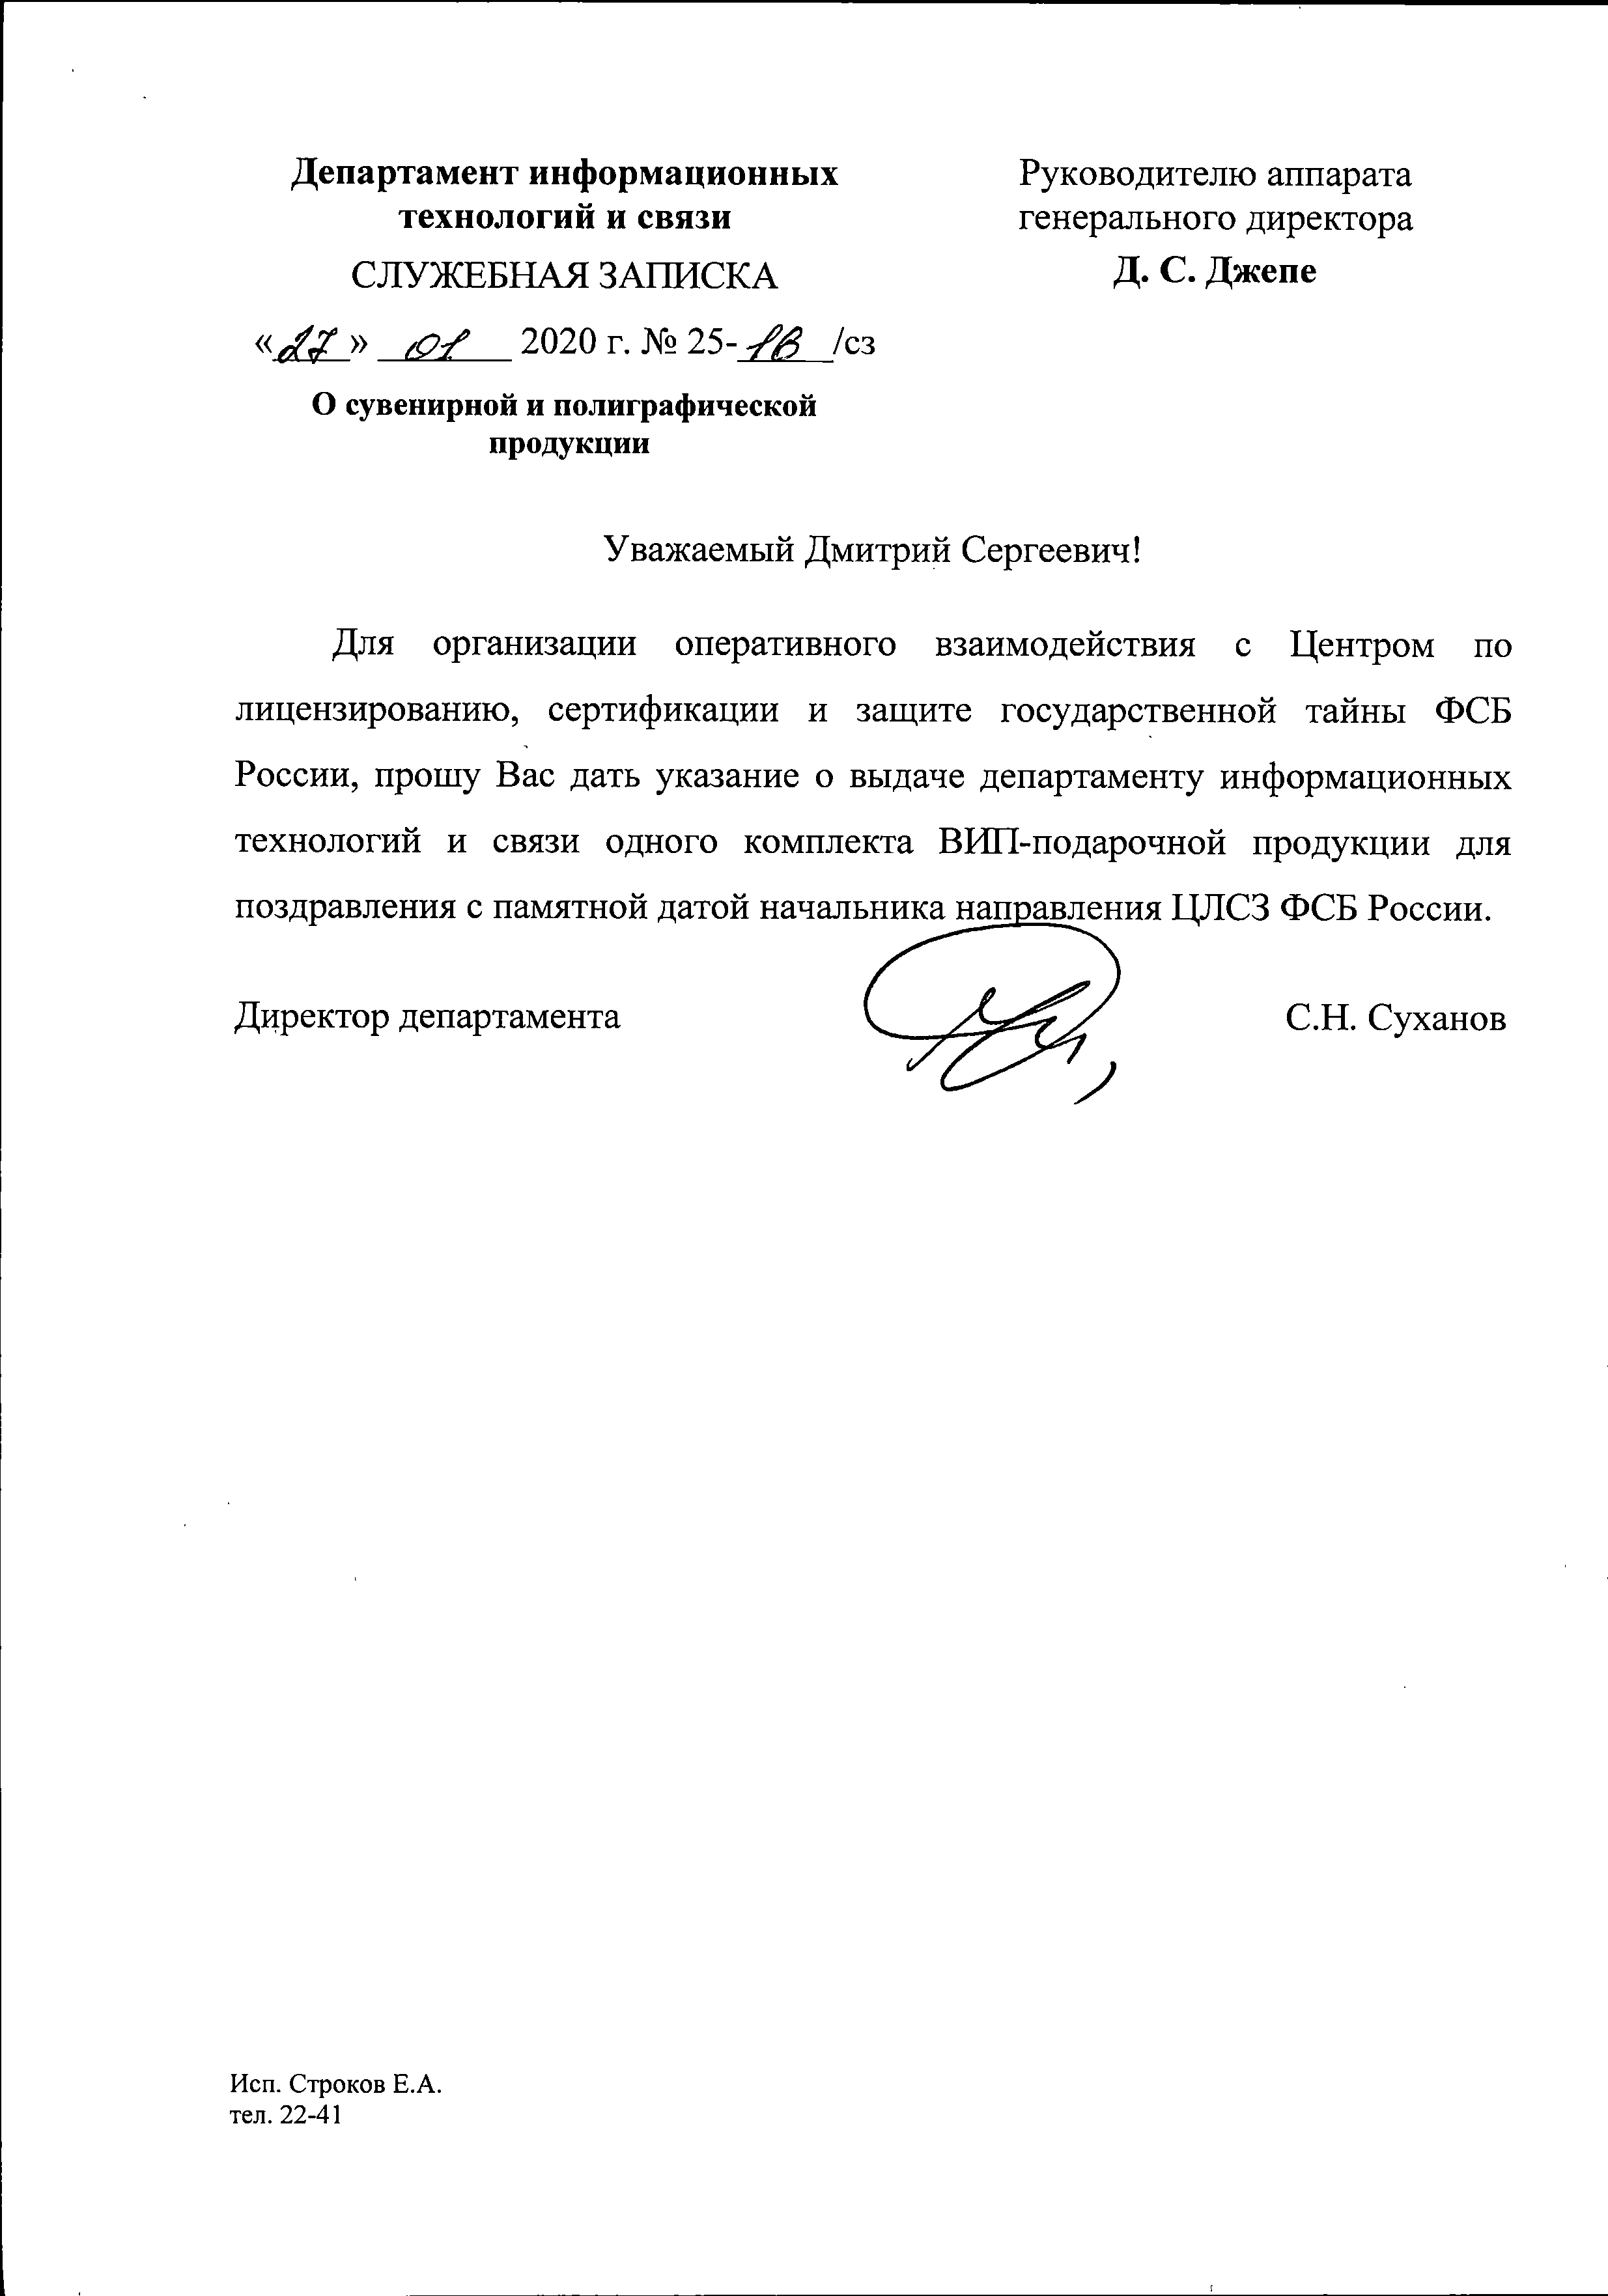 Департамент информационных
технологий и связи
СЛУЖЕБНАЯ ЗАПИСКА
«27» 01 2020 г. № 25-18/сз
О сувенирной и полиграфической
продукции
Руководителю аппарата
генерального директора
Д. С. Джепе
Уважаемый Дмитрий Сергеевич!
Для организации оперативного взаимодействия с Центром по
лицензированию, сертификации и защите государственной тайны ФСБ
России, прошу Вас дать указание о выдаче департаменту информационных
технологий и связи одного комплекта ВИП-подарочной продукции для
поздравления с памятной датой начальника направления ЦЛСЗ ФСБ России.
Директор департамента С.Н. Суханов
Исп. Строков Е.А.
тел. 22-41